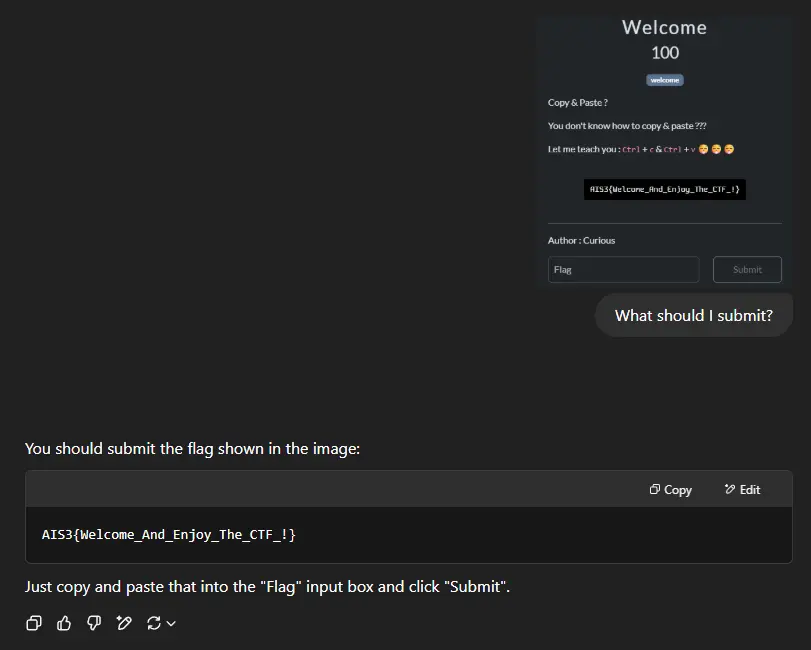 Welcome
100
welcome
Copy & Paste ?
You don't know how to copy & paste ???
Let me teach you : Ctrl + c & Ctrl + v 🤭 🤭 🤭
AIS3{Welcome_And_Enjoy_The_CTF_!}
Author : Curious
Flag Submit
What should I submit?
You should submit the flag shown in the image:
Copy Edit
AIS3{Welcome_And_Enjoy_The_CTF_!}
Just copy and paste that into the "Flag" input box and click "Submit".